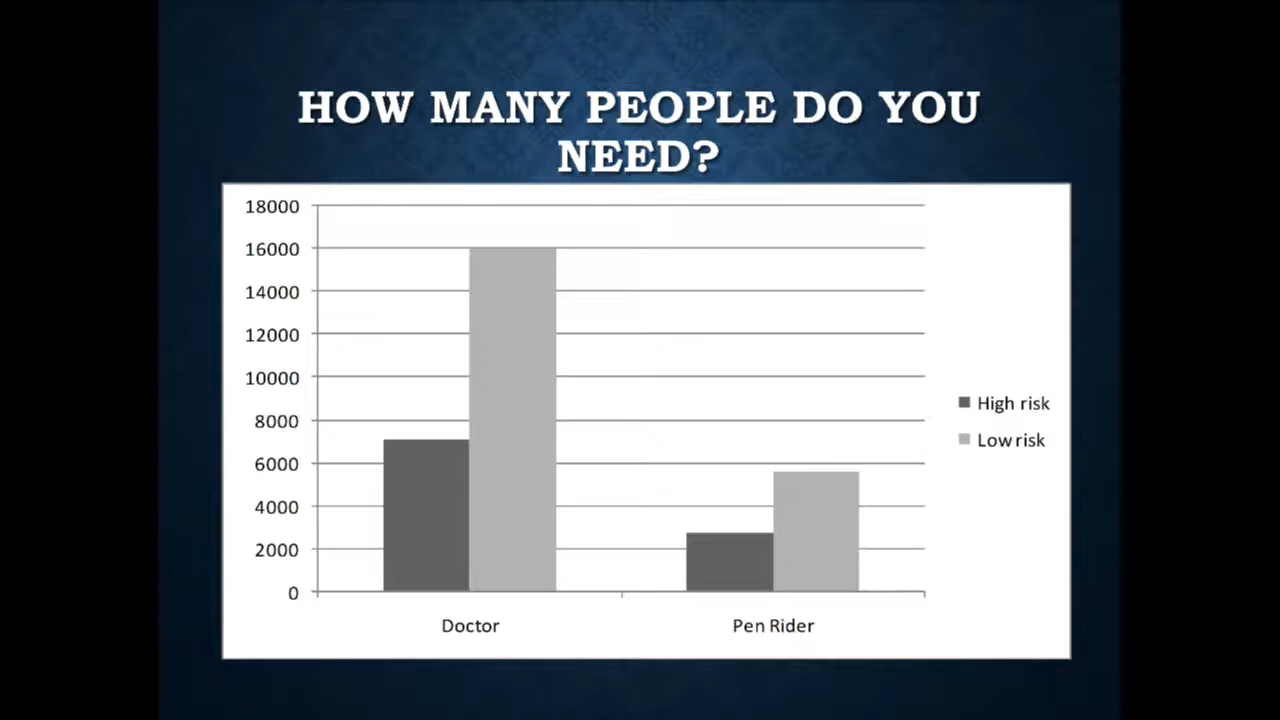 HOW MANY PEOPLE DO YOU
NEED?
18000
16000
14000
12000
10000
8000
6000
4000
2000
0
High risk
Low risk
Doctor
Pen Rider